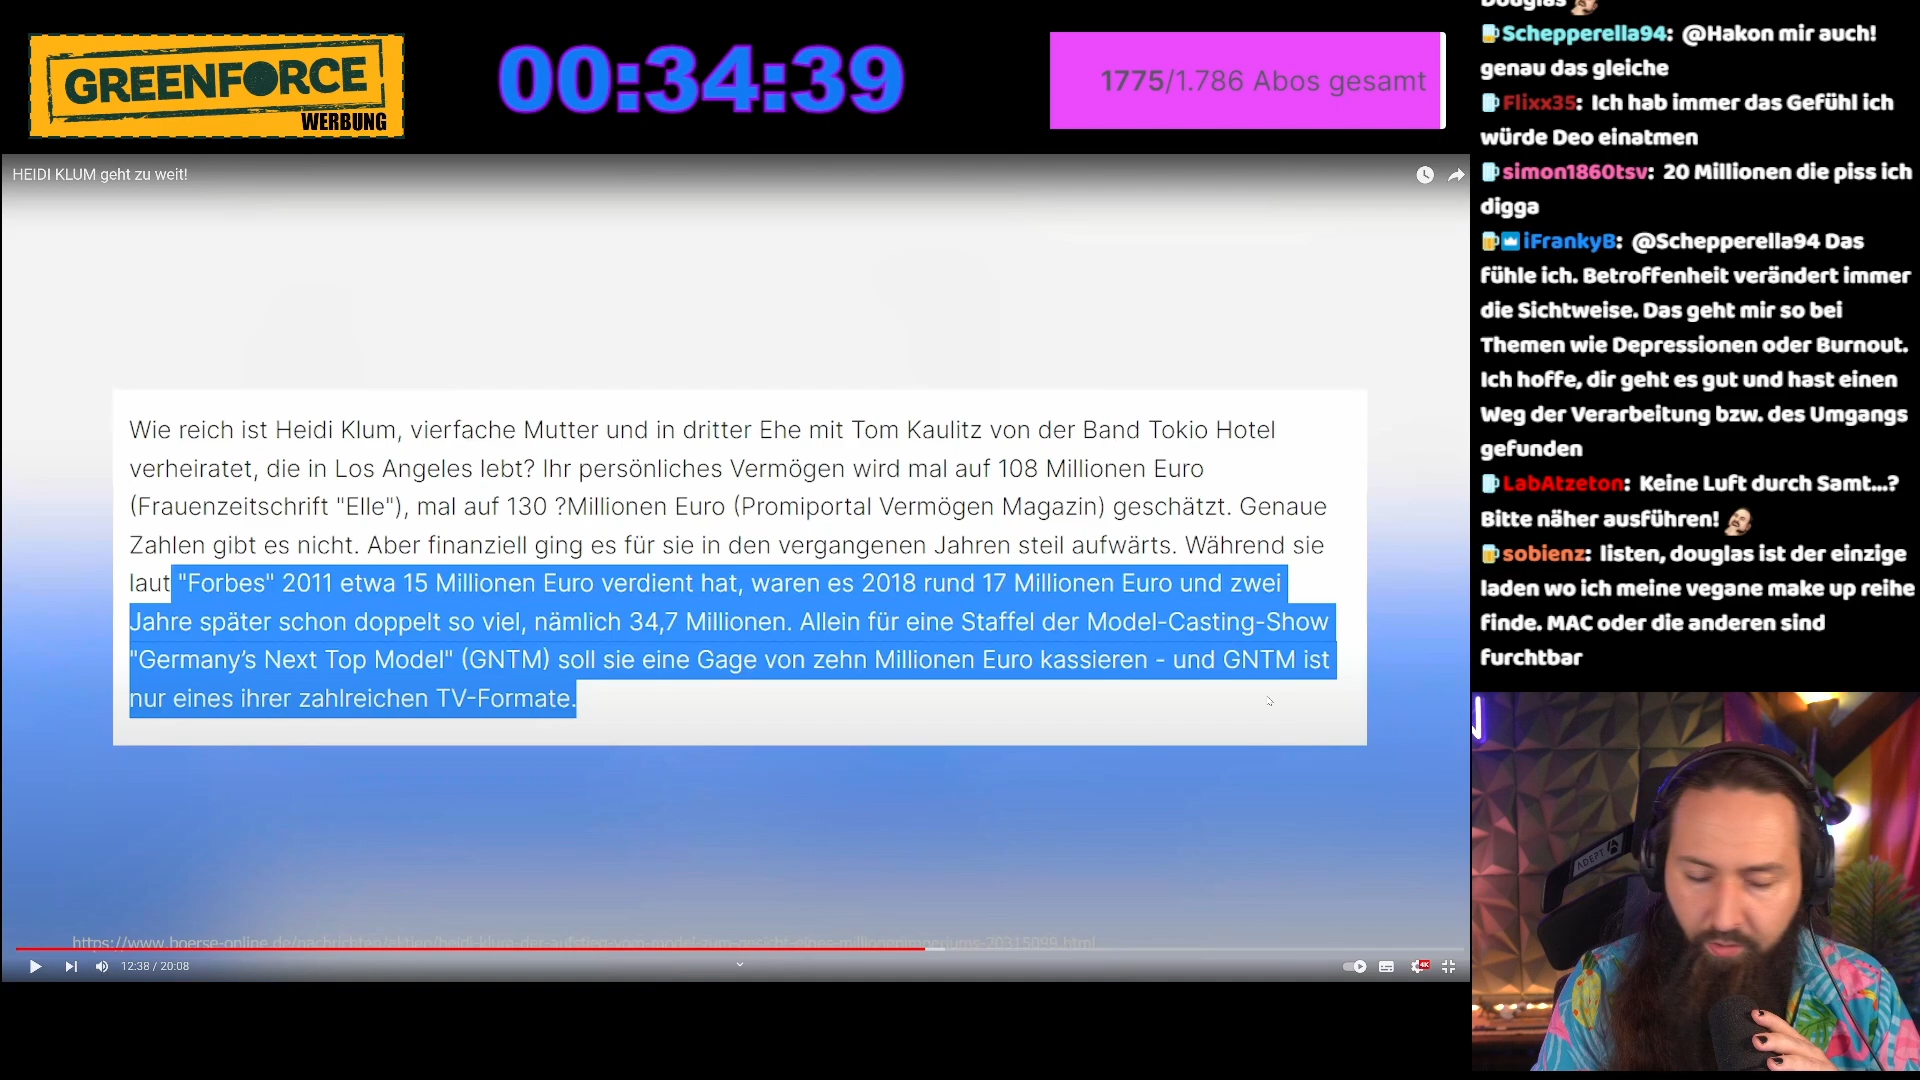 GREENFORCE
WERBUNG
00:34:39
1775/1.786 Abos gesamt
HEIDI KLUM geht zu weit!
Wie reich ist Heidi Klum, vierfache Mutter und in dritter Ehe mit Tom Kaulitz von der Band Tokio Hotel
verheiratet, die in Los Angeles lebt? Ihr persönliches Vermögen wird mal auf 108 Millionen Euro
(Frauenzeitschrift "Elle"), mal auf 130 ?Millionen Euro (Promiportal Vermögen Magazin) geschätzt. Genaue
Zahlen gibt es nicht. Aber finanziell ging es für sie in den vergangenen Jahren steil aufwärts. Während sie
laut "Forbes" 2011 etwa 15 Millionen Euro verdient hat, waren es 2018 rund 17 Millionen Euro und zwei
Jahre später schon doppelt so viel, nämlich 34,7 Millionen. Allein für eine Staffel der Model-Casting-Show
"Germany's Next Top Model" (GNTM) soll sie eine Gage von zehn Millionen Euro kassieren - und GNTM ist
nur eines ihrer zahlreichen TV-Formate.
12:38 / 20:08
4K
Douglas
Schepperella94: @Hakon mir auch!
genau das gleiche
Flixx35: Ich hab immer das Gefühl ich
würde Deo einatmen
simon1860tsv: 20 Millionen die piss ich
digga
iFrankyB: @Schepperella94 Das
fühle ich. Betroffenheit verändert immer
die Sichtweise. Das geht mir so bei
Themen wie Depressionen oder Burnout.
Ich hoffe, dir geht es gut und hast einen
Weg der Verarbeitung bzw. des Umgangs
gefunden
LabAtzeton: Keine Luft durch Samt...?
Bitte näher ausführen!
sobienz: listen, douglas ist der einzige
laden wo ich meine vegane make up reihe
finde. MAC oder die anderen sind
furchtbar
ADEPT